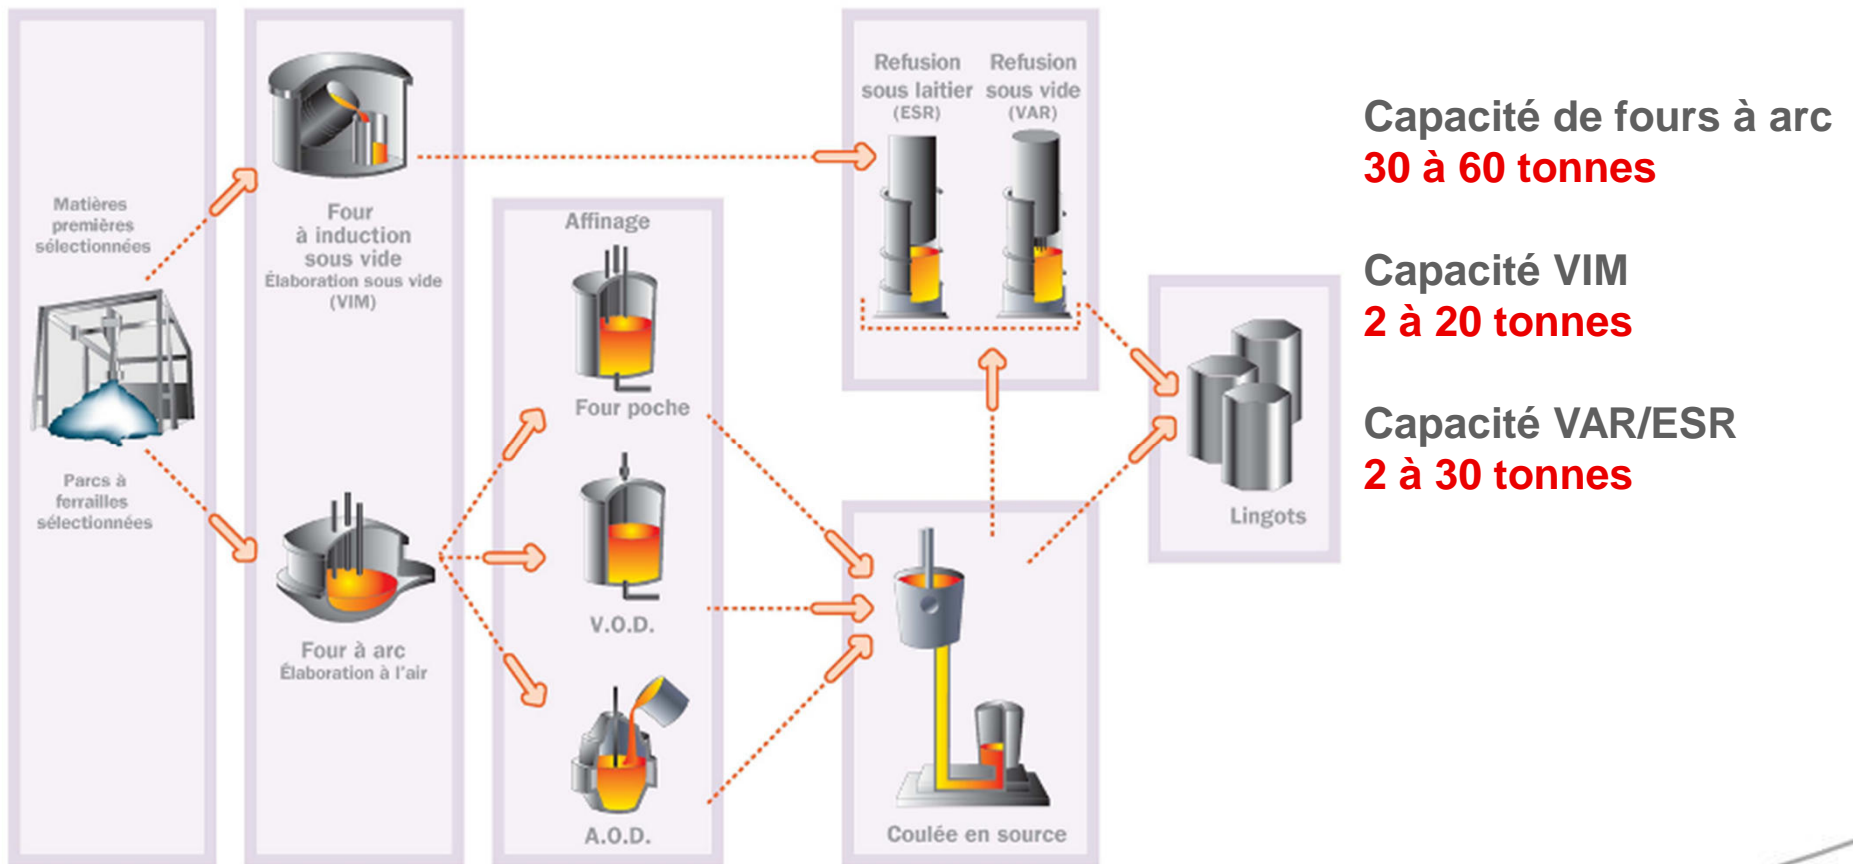 Matières
premières
sélectionnées
Parcs à
ferrailles
sélectionnées
Four
à induction
sous vide
Élaboration sous vide
(VIM)
Four à arc
Élaboration à l'air
Affinage
Four poche
V.O.D.
A.O.D.
Refusion
sous laitier
(ESR)
Refusion
sous vide
(VAR)
Coulée en source
Lingots
Capacité de fours à arc
30 à 60 tonnes
Capacité VIM
2 à 20 tonnes
Capacité VAR/ESR
2 à 30 tonnes